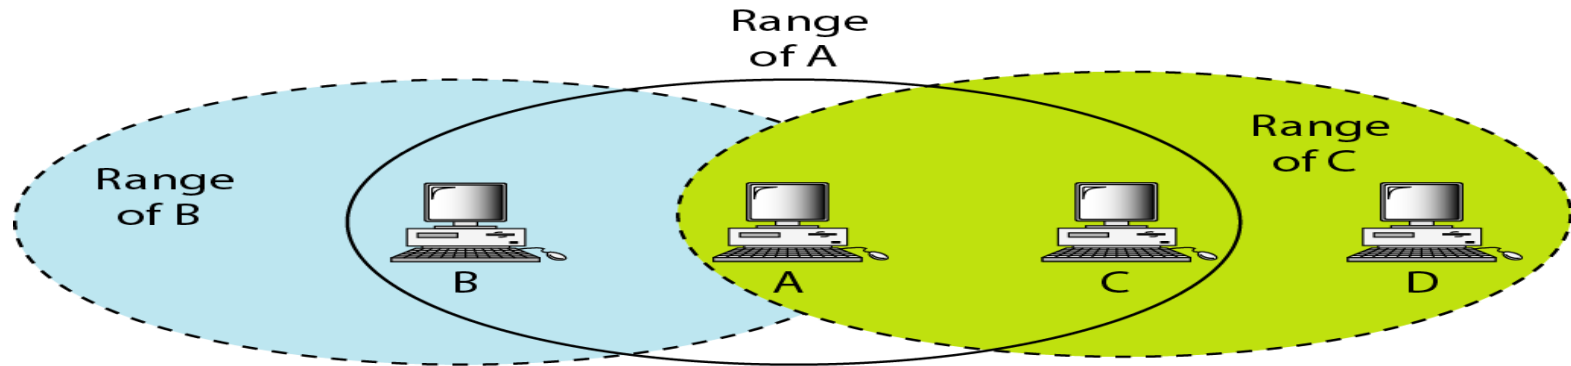 Range
of A
Range
of B
Range
of C
B
A
C
D